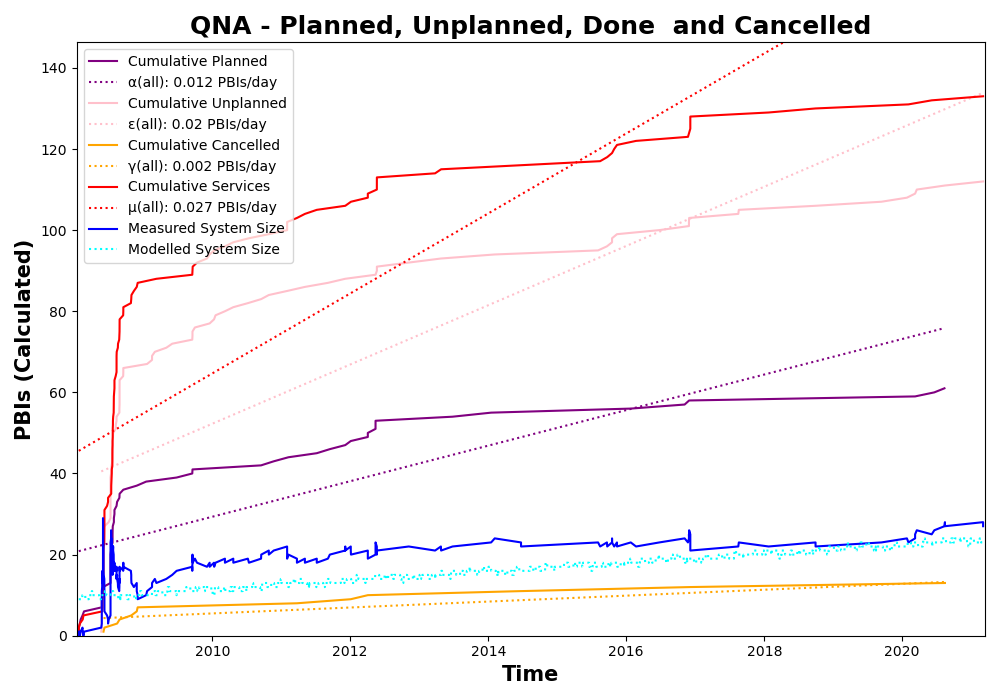 QNA - Planned, Unplanned, Done  and Cancelled
Cumulative Planned
α(all): 0.012 PBIs/day
Cumulative Unplanned
ε(all): 0.02 PBIs/day
Cumulative Cancelled
γ(all): 0.002 PBIs/day
Cumulative Services
μ(all): 0.027 PBIs/day
Measured System Size
Modelled System Size
PBIs (Calculated)
140
120
100
80
60
40
20
0
2010 2012 2014 2016 2018 2020
Time